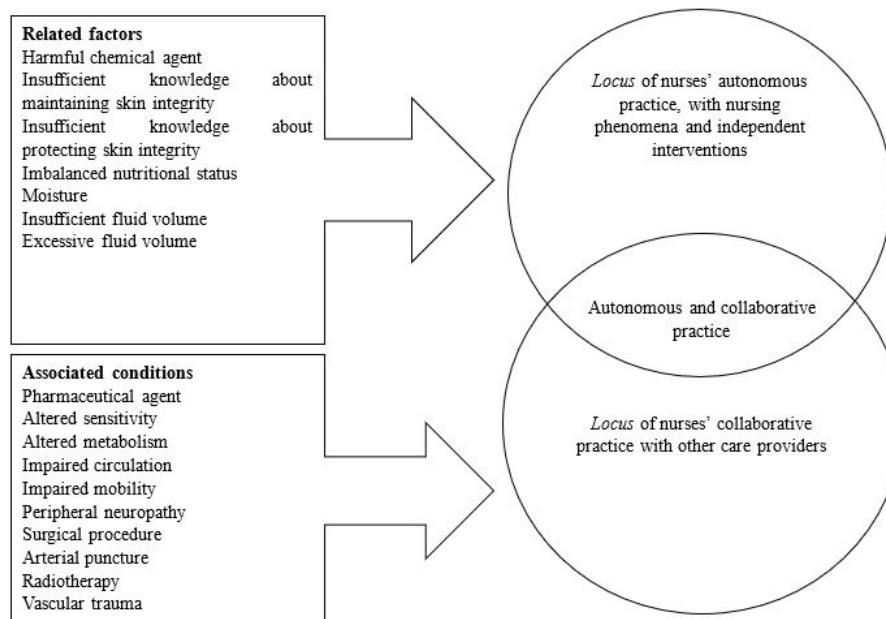 Related factors
Harmful chemical agent
Insufficient knowledge about
maintaining skin integrity
Insufficient knowledge about
protecting skin integrity
Imbalanced nutritional status
Moisture
Insufficient fluid volume
Excessive fluid volume
Locus of nurses' autonomous
practice, with nursing
phenomena and independent
interventions
Autonomous and collaborative
practice
Associated conditions
Pharmaceutical agent
Altered sensitivity
Altered metabolism
Impaired circulation
Impaired mobility
Peripheral neuropathy
Surgical procedure
Arterial puncture
Radiotherapy
Vascular trauma
Locus of nurses' collaborative
practice with other care providers